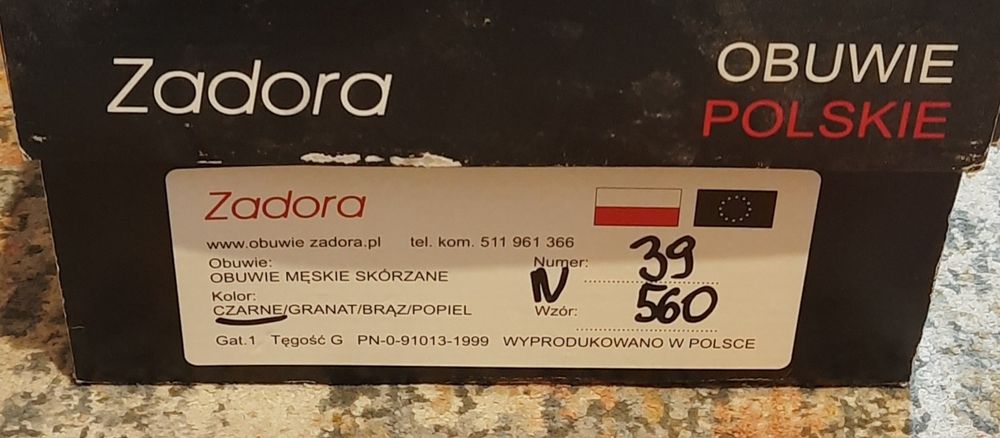 Zadora
OBUWIE
POLSKIE
Zadora
www.obuwie zadora.pl tel. kom. 511 961 366
Obuwie:
OBUWIE MĘSKIE SKÓRZANE
Numer: 39
Kolor:
CZARNE/GRANAT/BRĄZ/POPIEL
N
Wzór: 560
Gat.1 Tęgość G PN-0-91013-1999 WYPRODUKOWANO W POLSCE